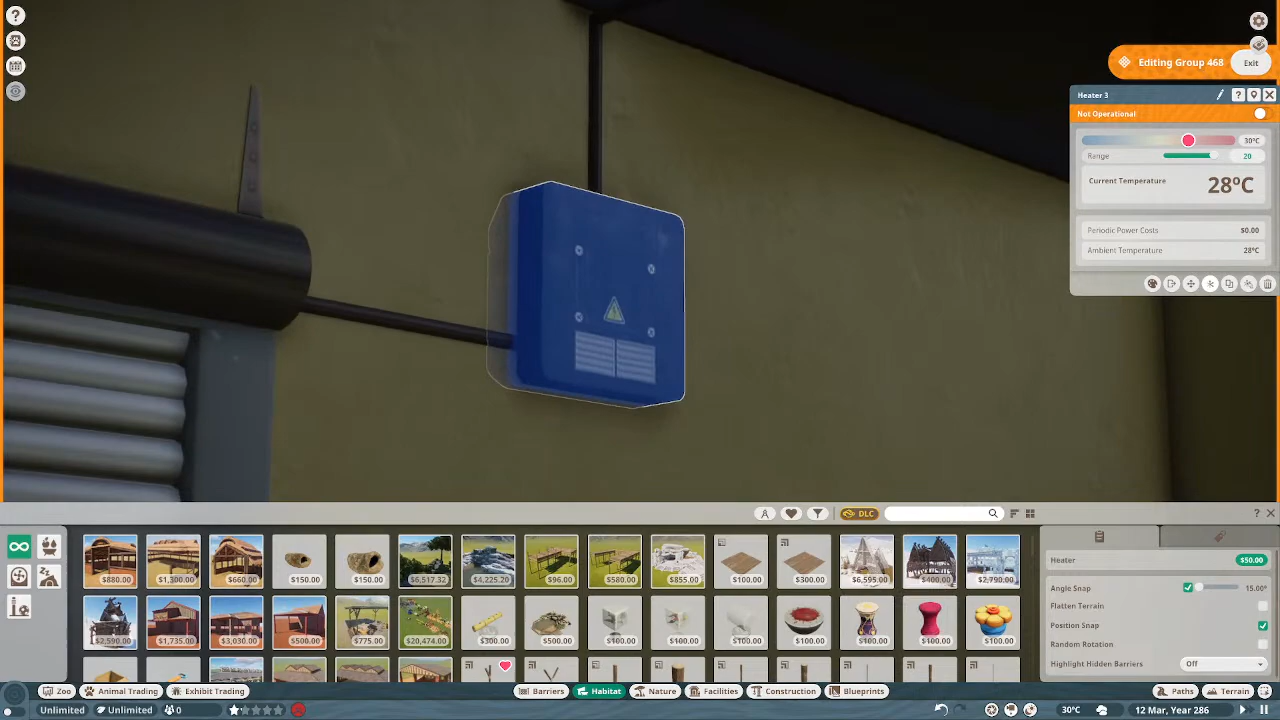 Editing Group 468
Exit
Heater 3
Not Operational
30°C
Range
20
Current Temperature
28°C
Periodic Power Costs
$0.00
Ambient Temperature
28°C
DLC
$880.00
$1,300.00
$660.00
$150.00
$150.00
$6,517.32
$4,225.20
$96.00
$580.00
$855.00
$100.00
$300.00
$6,595.00
$400.00
$2,790.00
$2,590.00
$1,735.00
$3,030.00
$500.00
$775.00
$20,474.00
$300.00
$500.00
$100.00
$100.00
$100.00
$100.00
$100.00
$100.00
$100.00
Heater
$50.00
Angle Snap
15.00°
Flatten Terrain
Position Snap
Random Rotation
Highlight Hidden Barriers
Off
Zoo
Animal Trading
Exhibit Trading
Barriers
Habitat
Nature
Facilities
Construction
Blueprints
Paths
Terrain
Unlimited
Unlimited
0
30°C
12 Mar, Year 286